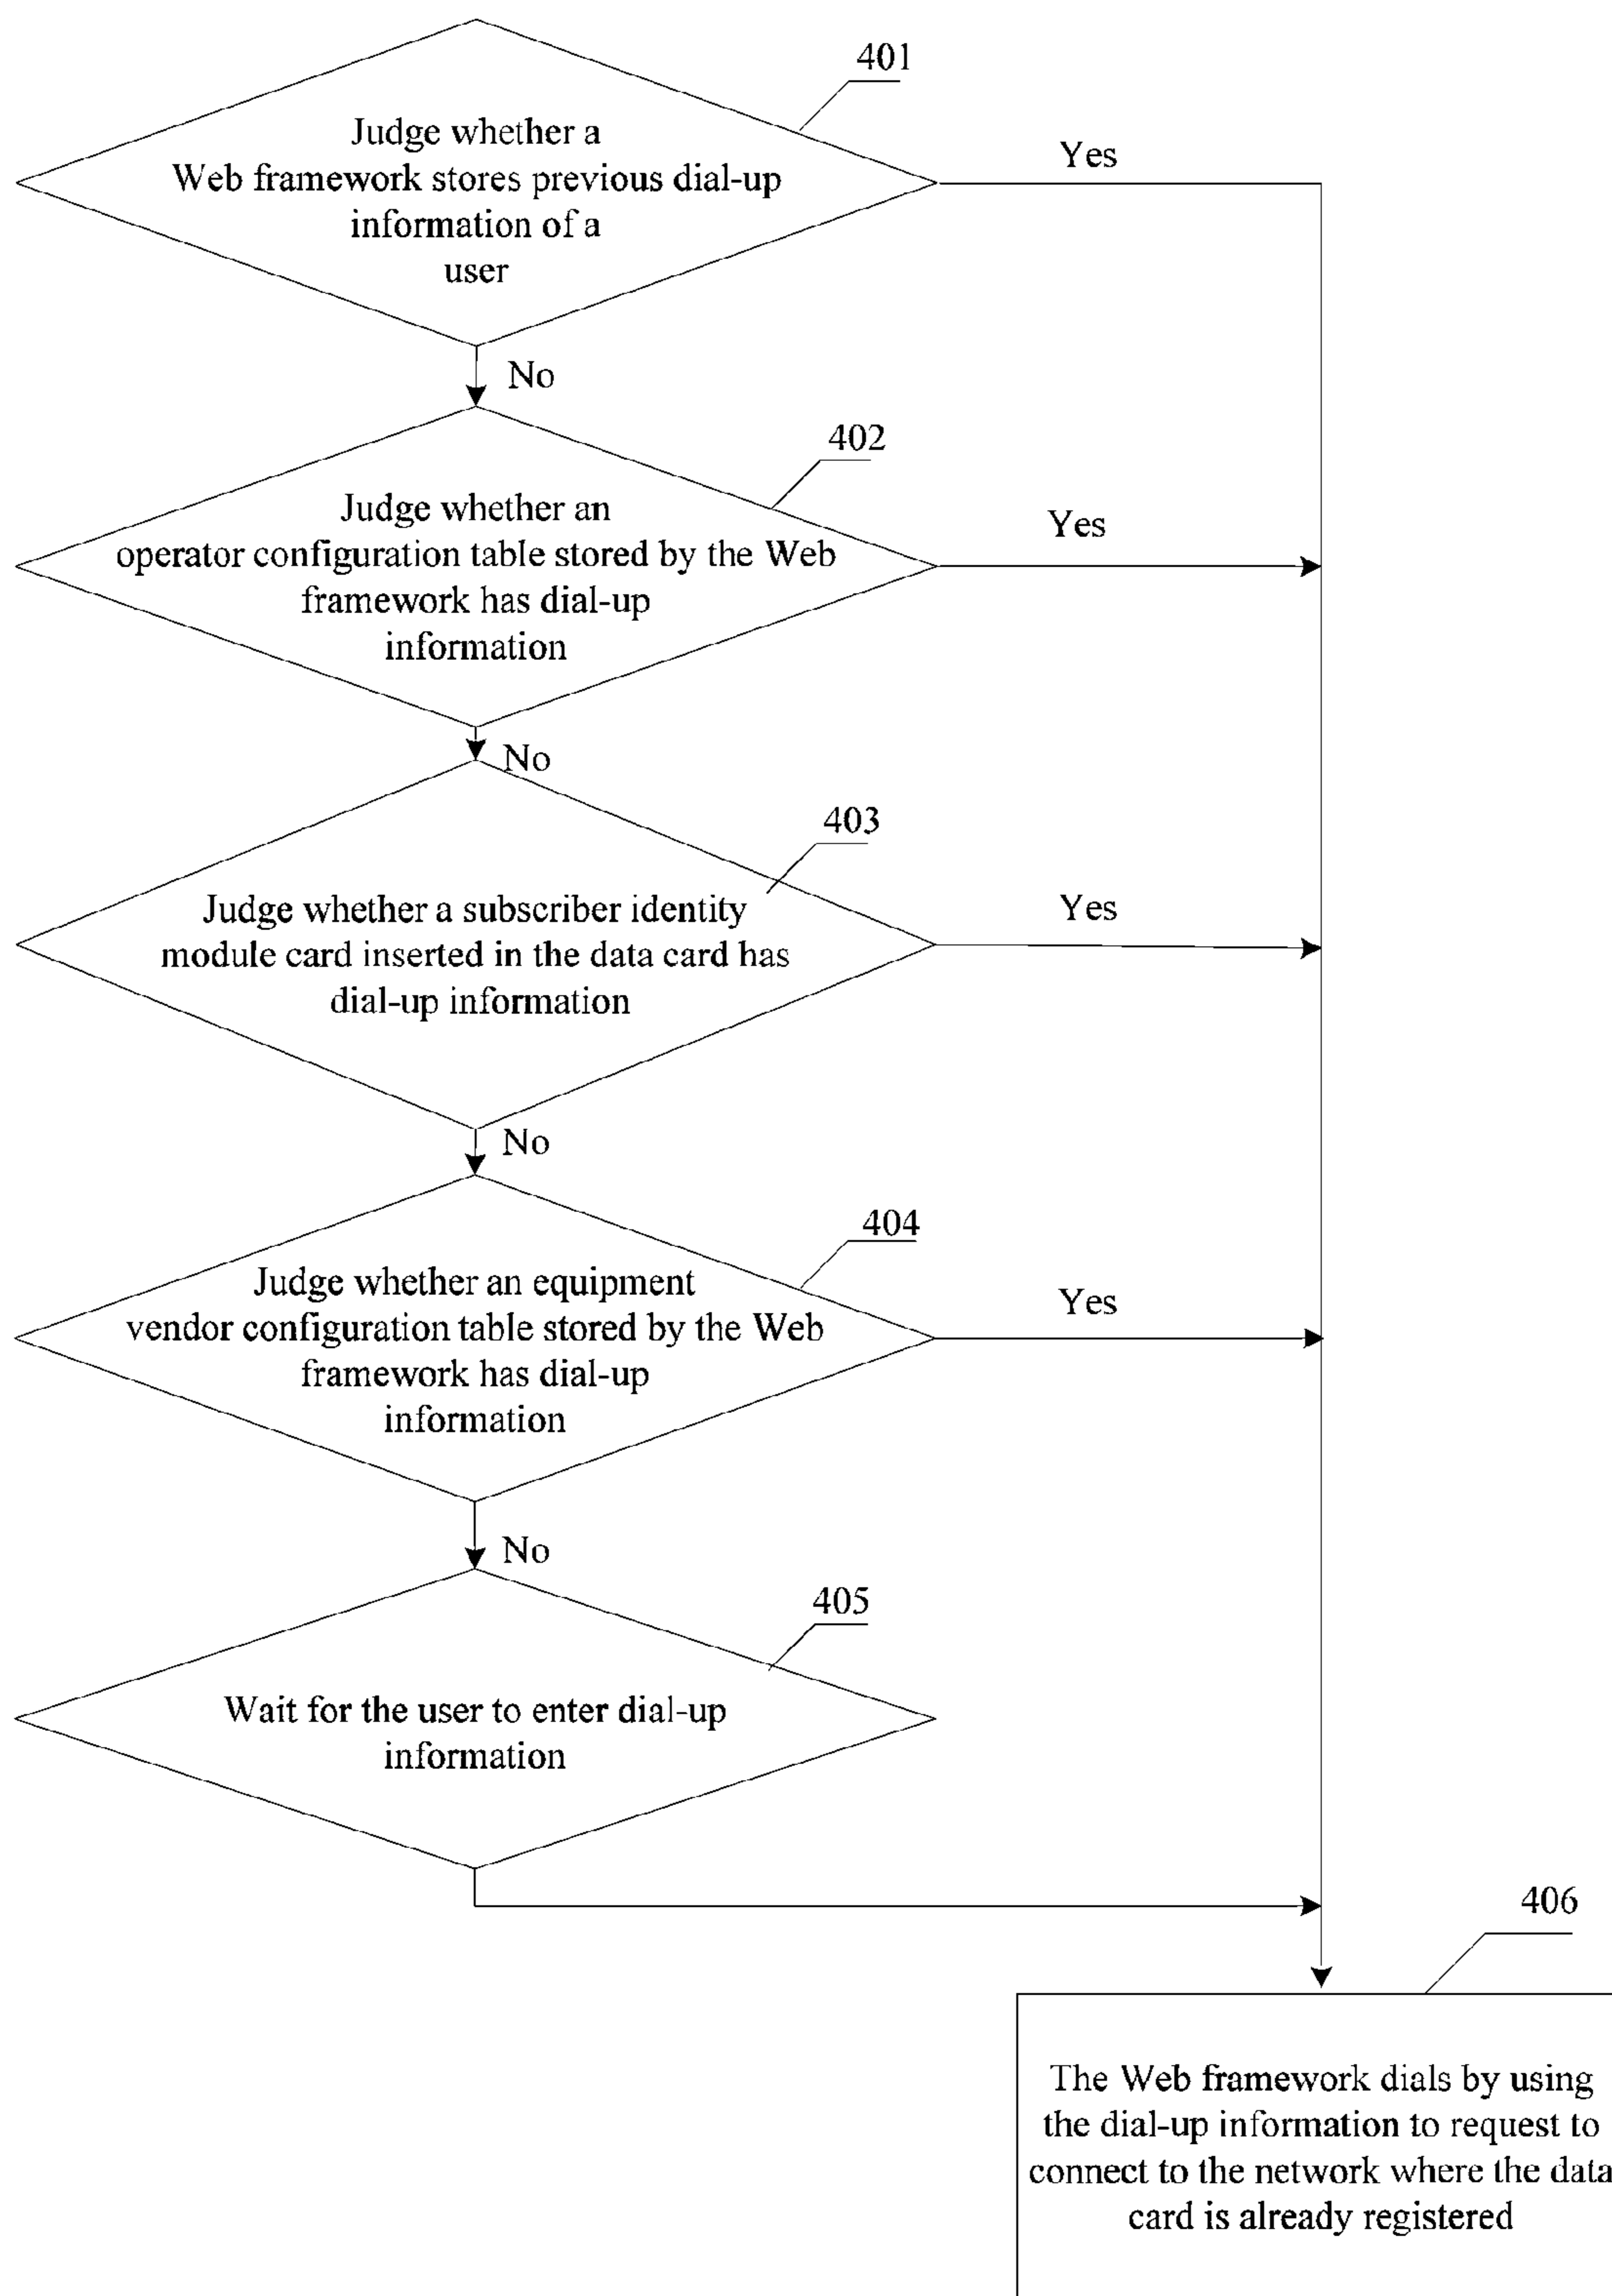 401
Judge whether a
Web framework stores previous dial-up
information of a
user
Yes
No
402
Judge whether an
operator configuration table stored by the Web
framework has dial-up
information
Yes
No
403
Judge whether a subscriber identity
module card inserted in the data card has
dial-up information
Yes
No
404
Judge whether an equipment
vendor configuration table stored by the Web
framework has dial-up
information
Yes
No
405
Wait for the user to enter dial-up
information
406
The Web framework dials by using
the dial-up information to request to
connect to the network where the data
card is already registered